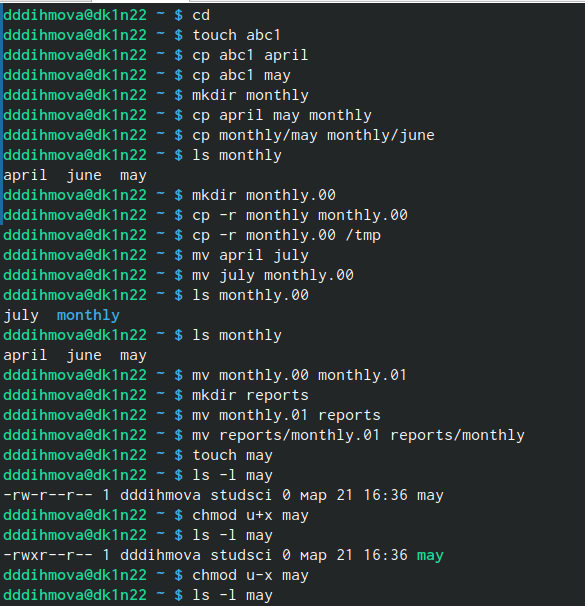 dddihmova@dk1n22 ~ $ cd
dddihmova@dk1n22 ~ $ touch abc1
dddihmova@dk1n22 ~ $ cp abc1 april
dddihmova@dk1n22 ~ $ cp abc1 may
dddihmova@dk1n22 ~ $ mkdir monthly
dddihmova@dk1n22 ~ $ cp april may monthly
dddihmova@dk1n22 ~ $ cp monthly/may monthly/june
dddihmova@dk1n22 ~ $ ls monthly
april  june  may
dddihmova@dk1n22 ~ $ mkdir monthly.00
dddihmova@dk1n22 ~ $ cp -r monthly monthly.00
dddihmova@dk1n22 ~ $ cp -r monthly.00 /tmp
dddihmova@dk1n22 ~ $ mv april july
dddihmova@dk1n22 ~ $ mv july monthly.00
dddihmova@dk1n22 ~ $ ls monthly.00
july  monthly
dddihmova@dk1n22 ~ $ ls monthly
april  june  may
dddihmova@dk1n22 ~ $ mv monthly.00 monthly.01
dddihmova@dk1n22 ~ $ mkdir reports
dddihmova@dk1n22 ~ $ mv monthly.01 reports
dddihmova@dk1n22 ~ $ mv reports/monthly.01 reports/monthly
dddihmova@dk1n22 ~ $ touch may
dddihmova@dk1n22 ~ $ ls -l may
-rw-r--r-- 1 dddihmova studsci 0 мар 21 16:36 may
dddihmova@dk1n22 ~ $ chmod u+x may
dddihmova@dk1n22 ~ $ ls -l may
-rwxr--r-- 1 dddihmova studsci 0 мар 21 16:36 may
dddihmova@dk1n22 ~ $ chmod u-x may
dddihmova@dk1n22 ~ $ ls -l may